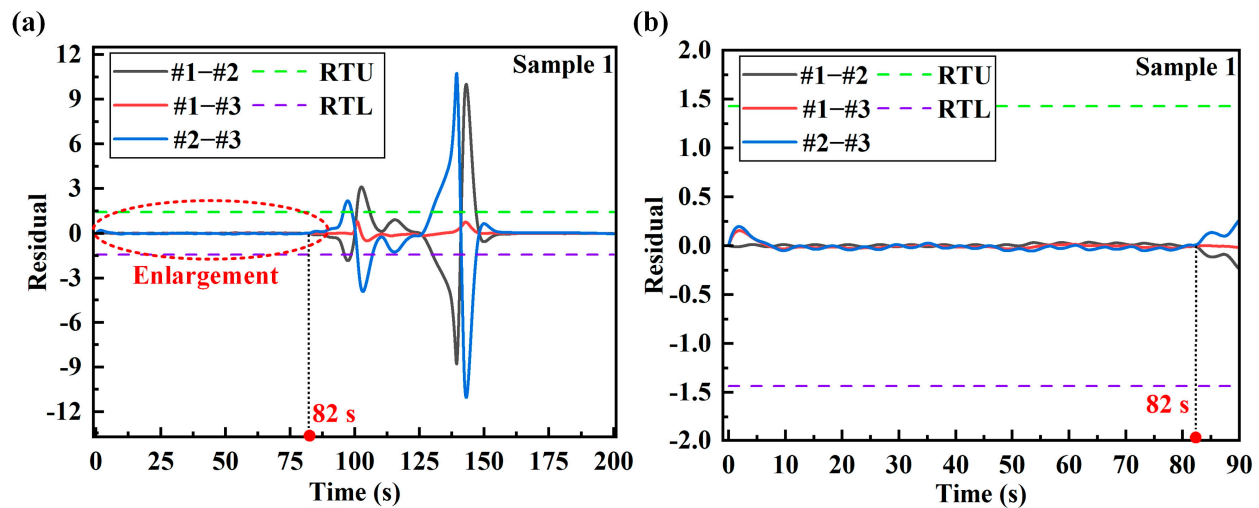 (a)
12
9
6
3
0
-3
-6
-9
-12
Residual
#1−#2
RTU
#1−#3
RTL
#2−#3
Sample 1
Enlargement
82 s
0
25
50
75
100
125
150
175
200
Time (s)
(b)
2.0
1.5
1.0
0.5
0.0
-0.5
-1.0
-1.5
-2.0
Residual
#1−#2
RTU
#1−#3
RTL
#2−#3
Sample 1
82 s
0
10
20
30
40
50
60
70
80
90
Time (s)